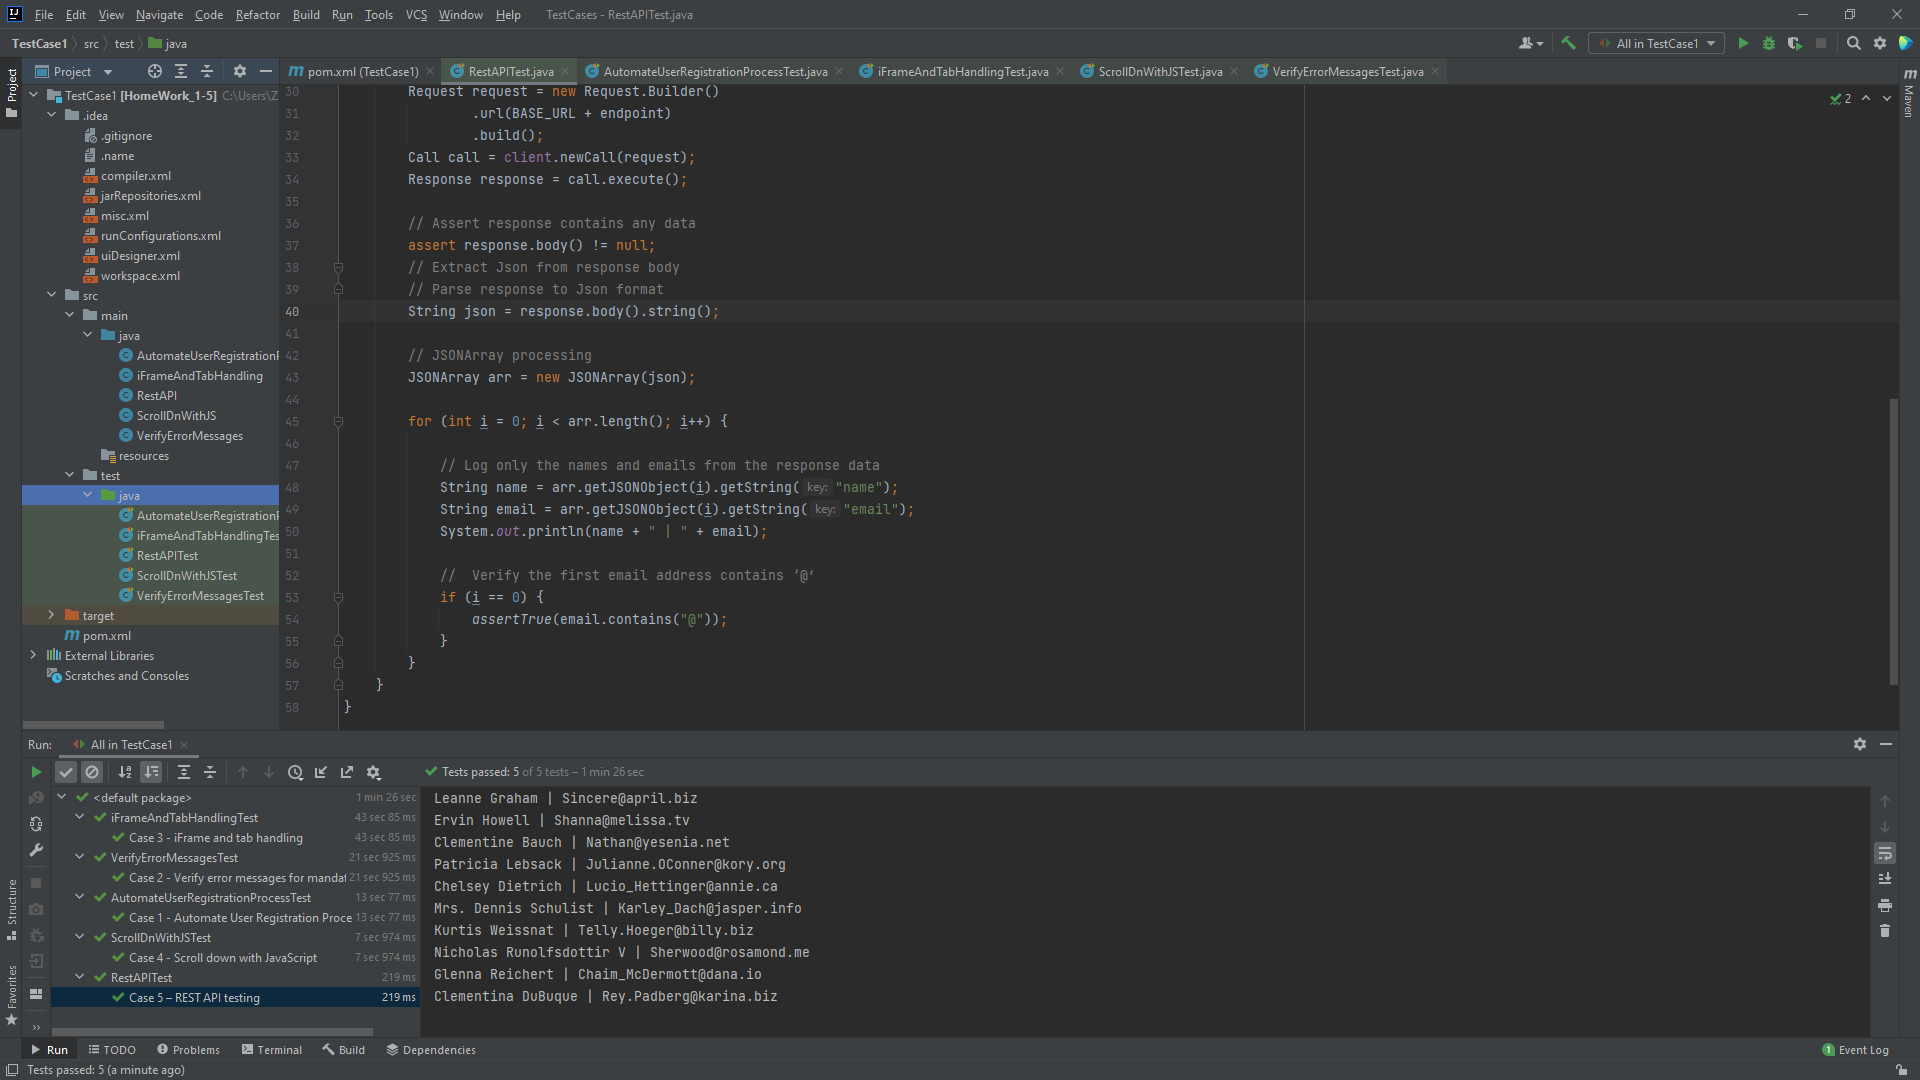 File Edit View Navigate Code Refactor Build Run Tools VCS Window Help TestCases - RestAPITest.java
TestCase1 src test java All in TestCase1
Project
pom.xml (TestCase1) RestAPITest.java AutomateUserRegistrationProcessTest.java iFrameAndTabHandlingTest.java ScrollDnWithJSTest.java VerifyErrorMessagesTest.java
Project
Maven
Structure
Favorites
TestCase1 [HomeWork_1-5] C:\Users\Z
.idea
.gitignore
.name
compiler.xml
jarRepositories.xml
misc.xml
runConfigurations.xml
uiDesigner.xml
workspace.xml
src
main
java
AutomateUserRegistration
iFrameAndTabHandling
RestAPI
ScrollDnWithJS
VerifyErrorMessages
resources
test
java
AutomateUserRegistration
iFrameAndTabHandlingTes
RestAPITest
ScrollDnWithJSTest
VerifyErrorMessagesTest
target
pom.xml
External Libraries
Scratches and Consoles
2
30 Request request = new Request.Builder()
31 .url(BASE_URL + endpoint)
32 .build();
33 Call call = client.newCall(request);
34 Response response = call.execute();
35
36 // Assert response contains any data
37 assert response.body() != null;
38 // Extract Json from response body
39 // Parse response to Json format
40 String json = response.body().string();
41
42 // JSONArray processing
43 JSONArray arr = new JSONArray(json);
44
45 for (int i = 0; i < arr.length(); i++) {
46
47 // Log only the names and emails from the response data
48 String name = arr.getJSONObject(i).getString( key: "name");
49 String email = arr.getJSONObject(i).getString( key: "email");
50 System.out.println(name + " | " + email);
51
52 //  Verify the first email address contains ‘@’
53 if (i == 0) {
54 assertTrue(email.contains("@"));
55 }
56 }
57 }
58 }
Run: All in TestCase1
Tests passed: 5 of 5 tests – 1 min 26 sec
<default package> 1 min 26 sec
iFrameAndTabHandlingTest 43 sec 85 ms
Case 3 - iFrame and tab handling 43 sec 85 ms
VerifyErrorMessagesTest 21 sec 925 ms
Case 2 - Verify error messages for mandat 21 sec 925 ms
AutomateUserRegistrationProcessTest 13 sec 77 ms
Case 1 - Automate User Registration Proce 13 sec 77 ms
ScrollDnWithJSTest 7 sec 974 ms
Case 4 - Scroll down with JavaScript 7 sec 974 ms
RestAPITest 219 ms
Case 5 – REST API testing 219 ms
Leanne Graham | Sincere@april.biz
Ervin Howell | Shanna@melissa.tv
Clementine Bauch | Nathan@yesenia.net
Patricia Lebsack | Julianne.OConner@kory.org
Chelsey Dietrich | Lucio_Hettinger@annie.ca
Mrs. Dennis Schulist | Karley_Dach@jasper.info
Kurtis Weissnat | Telly.Hoeger@billy.biz
Nicholas Runolfsdottir V | Sherwood@rosamond.me
Glenna Reichert | Chaim_McDermott@dana.io
Clementina DuBuque | Rey.Padberg@karina.biz
Run TODO Problems Terminal Build Dependencies 1 Event Log
Tests passed: 5 (a minute ago)